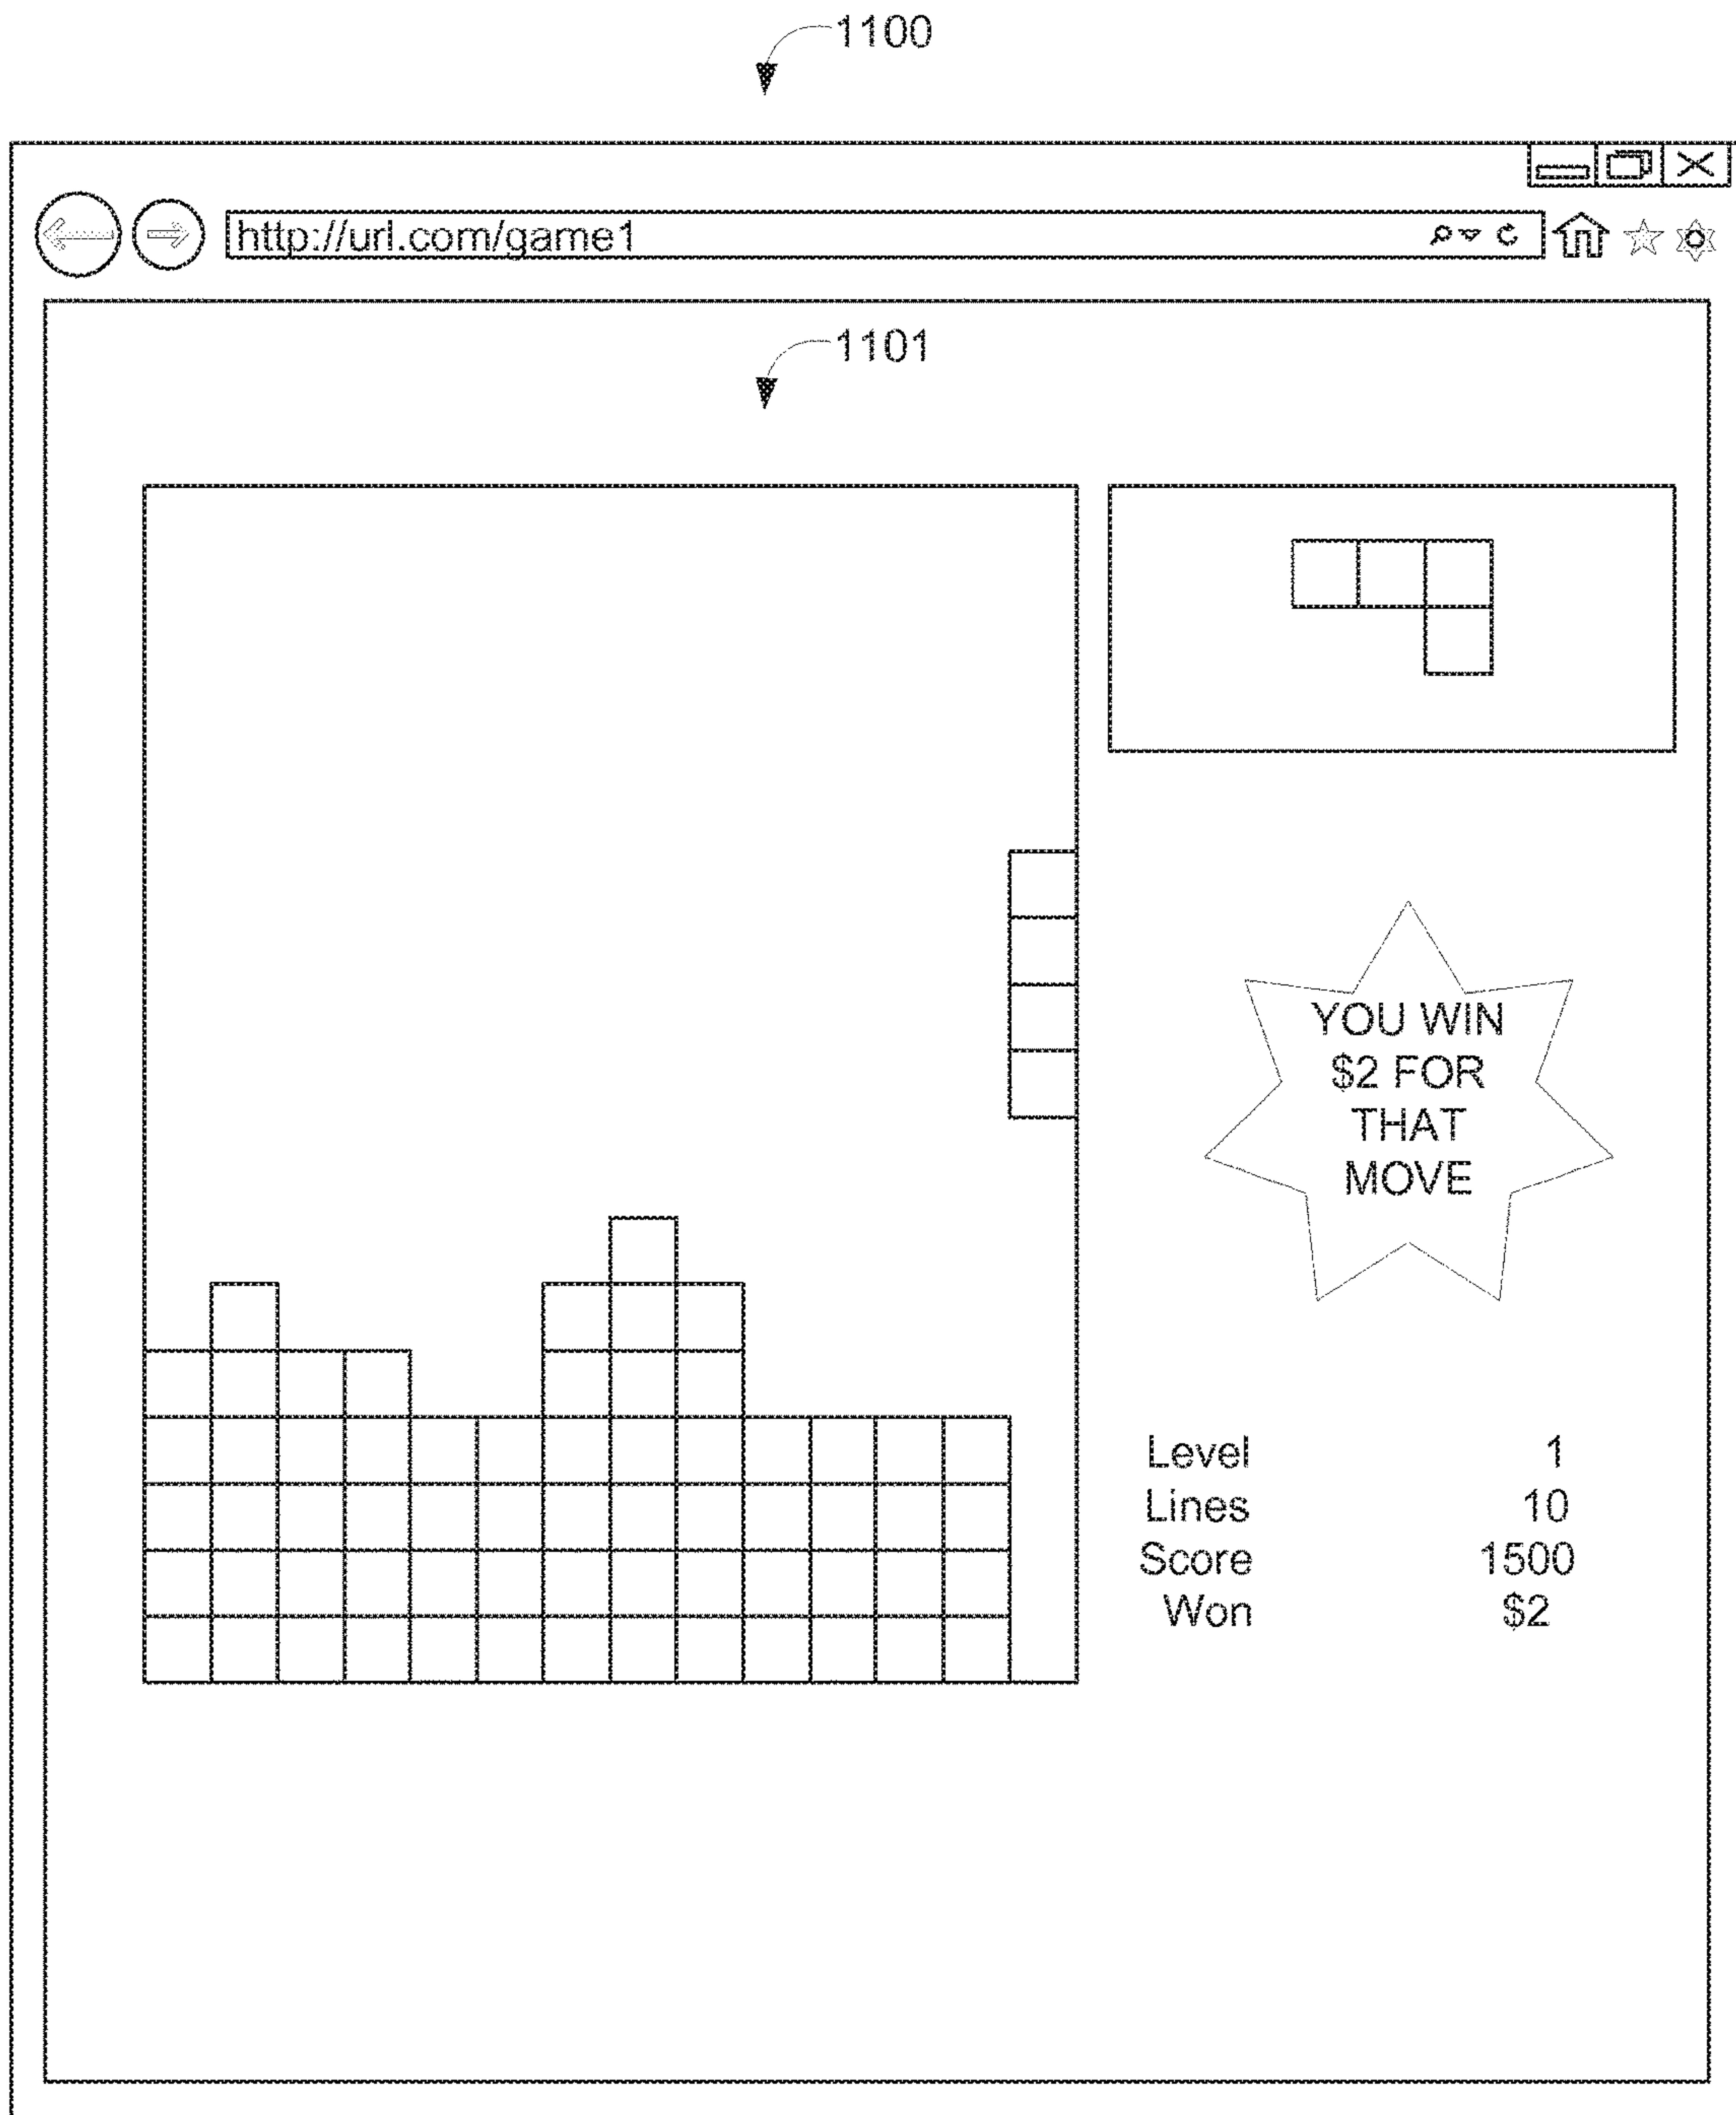 1100
http://url.com/game1
1101
YOU WIN
$2 FOR
THAT
MOVE
Level 1
Lines 10
Score 1500
Won $2